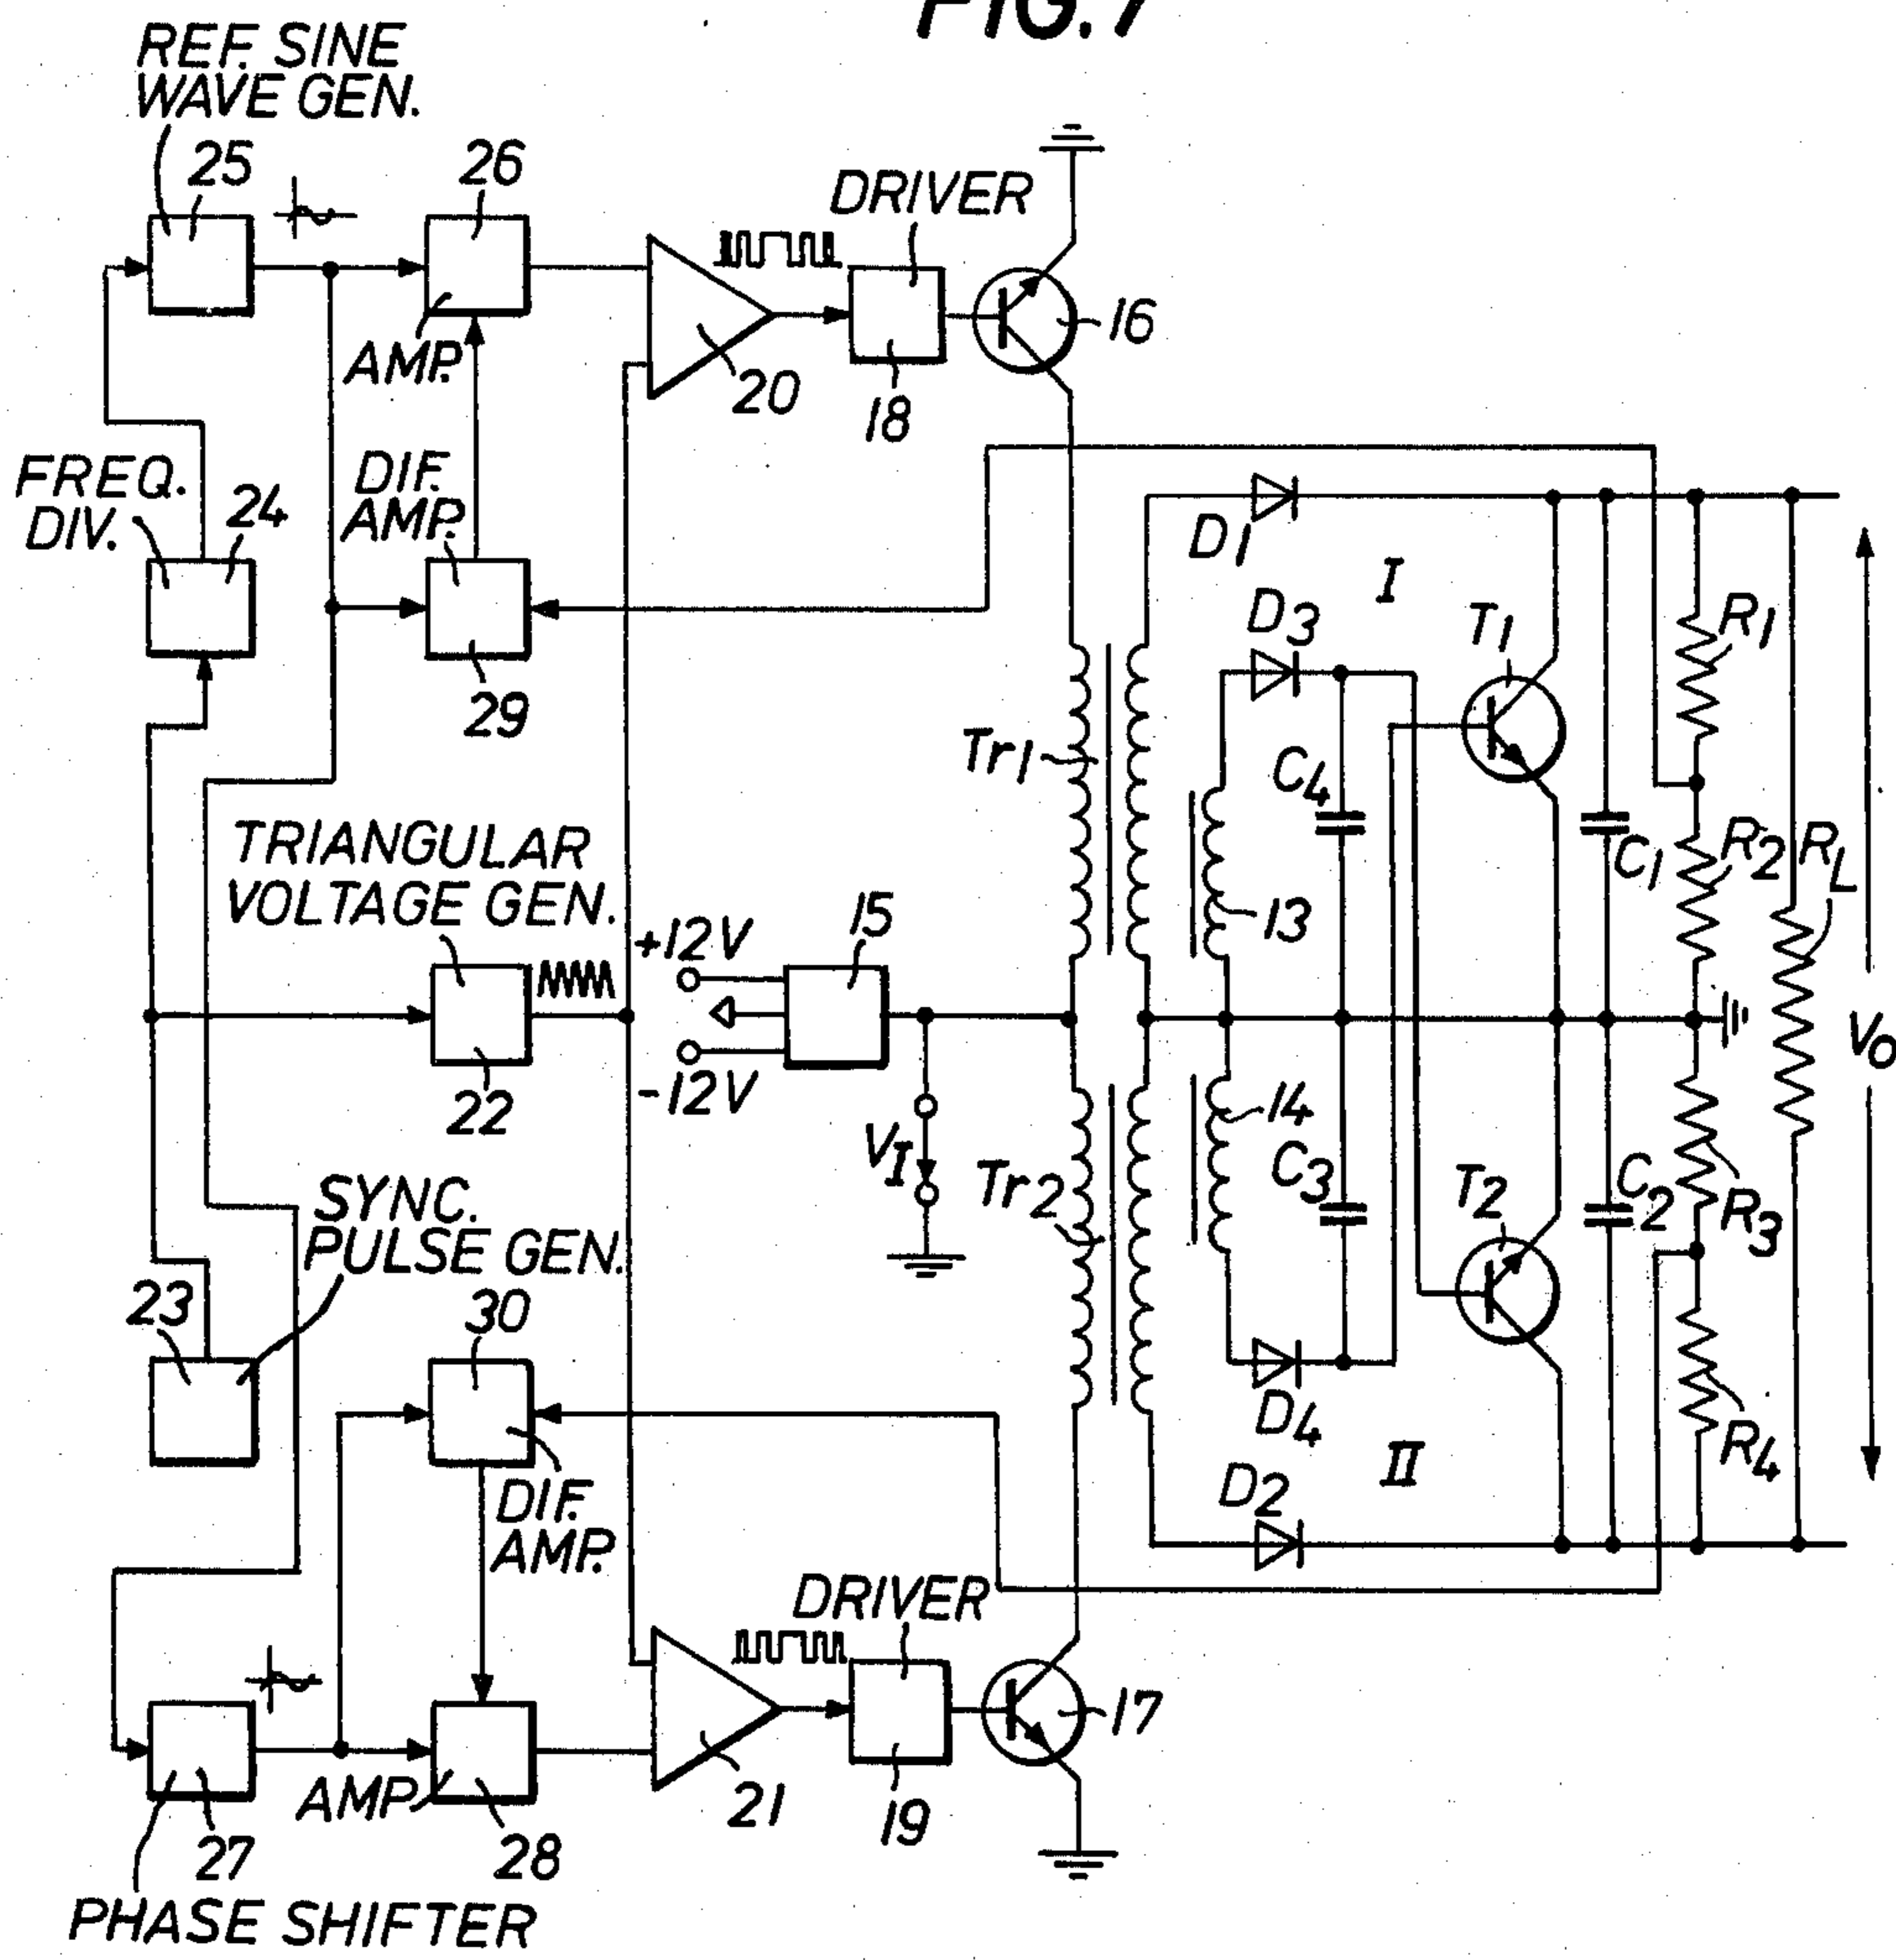 FIG. 7
REF. SINE
WAVE GEN.
25
26
DRIVER
16
AMP.
20
18
FREQ.
DIV.
24
DIF.
AMP.
29
D1
I
D3
T1
R1
Tr1
C4
C1
R2
RL
13
TRIANGULAR
VOLTAGE GEN.
+12V
15
22
-12V
VI
VO
14
Tr2
C3
T2
C2
R3
SYNC.
PULSE GEN.
23
30
DIF.
AMP.
D4
II
R4
D2
DRIVER
17
21
19
AMP.
27
28
PHASE SHIFTER